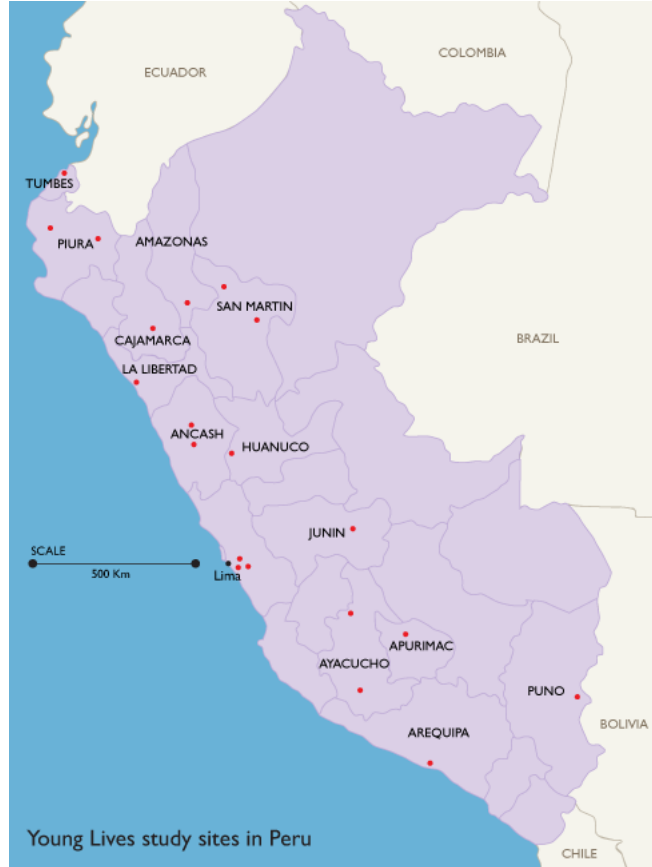 COLOMBIA
ECUADOR
TUMBES
PIURA
AMAZONAS
SAN MARTIN
BRAZIL
CAJAMARCA
LA LIBERTAD
ANCASH
HUANUCO
JUNIN
SCALE
500 Km
Lima
APURIMAC
AYACUCHO
PUNO
BOLIVIA
AREQUIPA
Young Lives study sites in Peru
CHILE